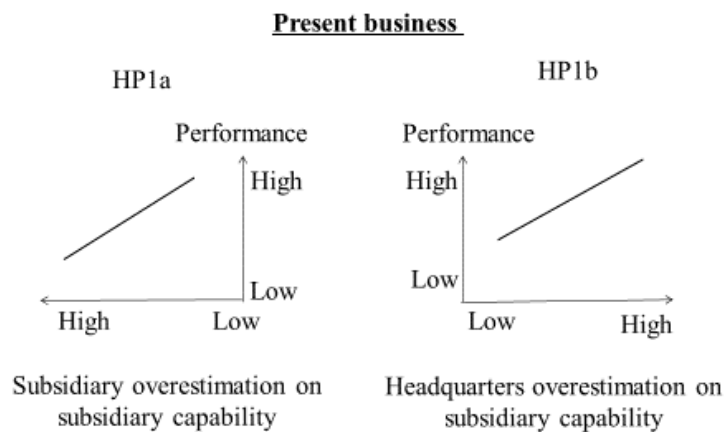 Present business
HP1a
HP1b
Performance
High
Low
High
Low
Subsidiary overestimation on
subsidiary capability
Performance
High
Low
Low
High
Headquarters overestimation on
subsidiary capability